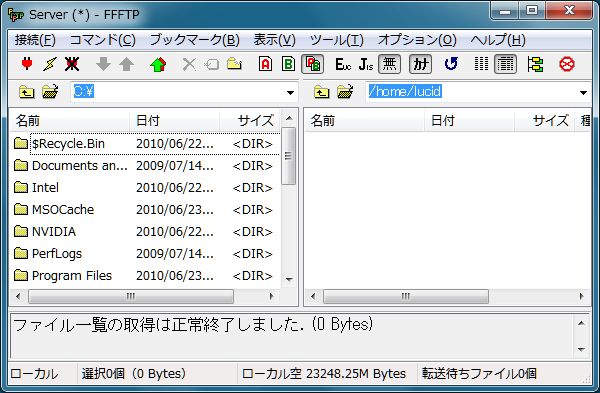 Server (*) - FFFTP
接続(F) コマンド(C) ブックマーク(B) 表示(V) ツール(T) オプション(O) ヘルプ(H)
A B EUC JIS 無 カナ
C:¥ /home/lucid
名前 日付 サイズ 名前 日付 サイズ 種
$Recycle.Bin 2010/06/22... <DIR>
Documents an... 2009/07/14... <DIR>
Intel 2010/06/22... <DIR>
MSOCache 2010/06/23... <DIR>
NVIDIA 2010/06/22... <DIR>
PerfLogs 2009/07/14... <DIR>
Program Files 2010/06/23... <DIR>
ファイル一覧の取得は正常終了しました. (0 Bytes)
ローカル 選択0個 (0 Bytes) ローカル空 23248.25M Bytes 転送待ちファイル0個